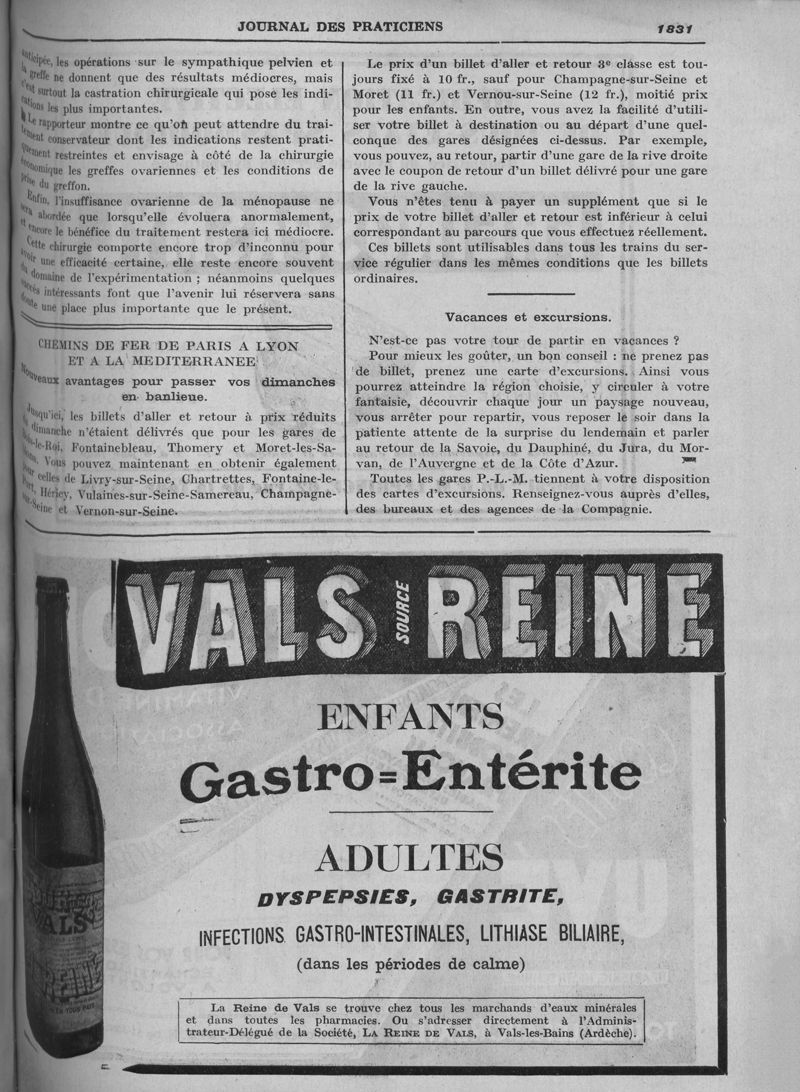 JOURNAL DES PRATICIENS
1831
les opérations sur le sympathique pelvien et
greffe ne donnent que des résultats médiocres, mais
c'est surtout la castration chirurgicale qui pose les indi-
cations les plus importantes.
Le rapporteur montre ce qu'on peut attendre du trai-
tement conservateur dont les indications restent prati-
quement restreintes et envisage à côté de la chirurgie
économique les greffes ovariennes et les conditions de
prise du greffon.
Enfin, l'insuffisance ovarienne de la ménopause ne
sera abordée que lorsqu'elle évoluera anormalement,
et encore le bénéfice du traitement restera ici médiocre.
Cette chirurgie comporte encore trop d'inconnu pour
avoir une efficacité certaine, elle reste encore souvent
du domaine de l'expérimentation ; néanmoins quelques
succès intéressants font que l'avenir lui réservera sans
doute une place plus importante que le présent.
CHEMINS DE FER DE PARIS A LYON
ET A LA MEDITERRANEE
Nouveaux avantages pour passer vos dimanches
en banlieue.
Jusqu'ici, les billets d'aller et retour à prix réduits
dimanche n'étaient délivrés que pour les gares de
-le-Roi, Fontainebleau, Thomery et Moret-les-Sa-
Vous pouvez maintenant en obtenir également
pour celles de Livry-sur-Seine, Chartrettes, Fontaine-le-
Port, Héricy, Vulaines-sur-Seine-Samereau, Champagne-
sur-Seine et Vernon-sur-Seine.
Le prix d'un billet d'aller et retour 3e classe est tou-
jours fixé à 10 fr., sauf pour Champagne-sur-Seine et
Moret (11 fr.) et Vernou-sur-Seine (12 fr.), moitié prix
pour les enfants. En outre, vous avez la facilité d'utili-
ser votre billet à destination ou au départ d'une quel-
conque des gares désignées ci-dessus. Par exemple,
vous pouvez, au retour, partir d'une gare de la rive droite
avec le coupon de retour d'un billet délivré pour une gare
de la rive gauche.
Vous n'êtes tenu à payer un supplément que si le
prix de votre billet d'aller et retour est inférieur à celui
correspondant au parcours que vous effectuez réellement.
Ces billets sont utilisables dans tous les trains du ser-
vice régulier dans les mêmes conditions que les billets
ordinaires.
Vacances et excursions.
N'est-ce pas votre tour de partir en vacances ?
Pour mieux les goûter, un bon conseil : ne prenez pas
de billet, prenez une carte d'excursions. Ainsi vous
pourrez atteindre la région choisie, y circuler à votre
fantaisie, découvrir chaque jour un paysage nouveau,
vous arrêter pour repartir, vous reposer le soir dans la
patiente attente de la surprise du lendemain et parler
au retour de la Savoie, du Dauphiné, du Jura, du Mor-
van, de l'Auvergne et de la Côte d'Azur.
Toutes les gares P.-L.-M. tiennent à votre disposition
des cartes d'excursions. Renseignez-vous auprès d'elles,
des bureaux et des agences de la Compagnie.
VALS SOURCE REINE
ENFANTS
Gastro=Entérite
ADULTES
DYSPEPSIES, GASTRITE,
INFECTIONS GASTRO-INTESTINALES, LITHIASE BILIAIRE,
(dans les périodes de calme)
La Reine de Vals se trouve chez tous les marchands d'eaux minérales
et dans toutes les pharmacies. Ou s'adresser directement à l'Adminis-
trateur-Délégué de la Société, LA REINE DE VALS, à Vals-les-Bains (Ardèche).
VALS
REINE